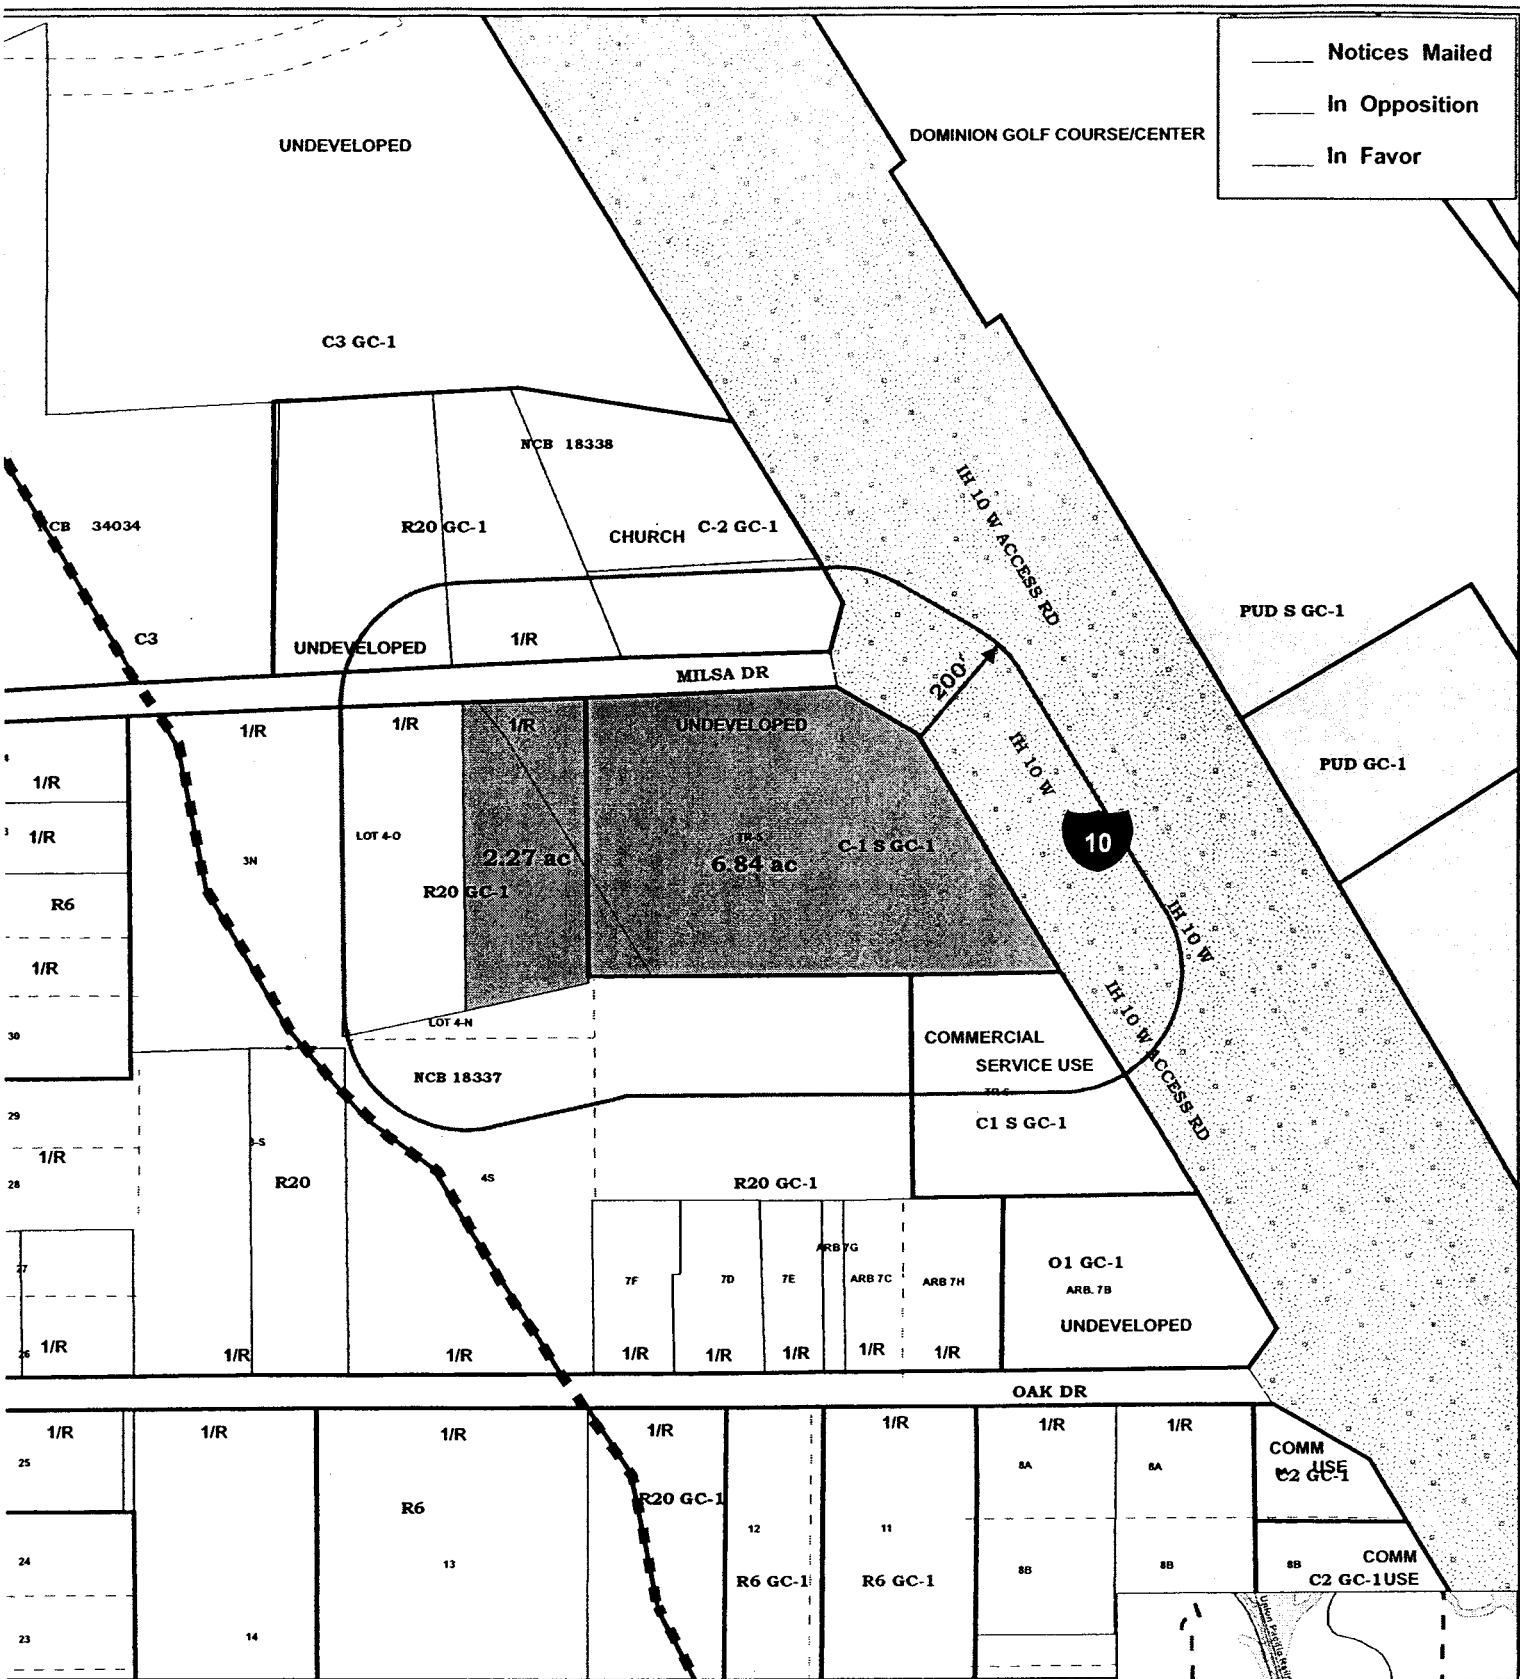 Notices Mailed
In Opposition
In Favor
UNDEVELOPED
DOMINION GOLF COURSE/CENTER
C3 GC-1
NCB 18338
R20 GC-1
CHURCH C-2 GC-1
34034
IH 10 W ACCESS RD
PUD S GC-1
C3
UNDEVELOPED
1/R
MILSA DR
200'
1/R
1/R
1/R
UNDEVELOPED
IH 10 W
PUD GC-1
1/R
1/R
LOT 4-O
3N
2.27 ac
6.84 ac
C-1 S GC-1
10
R20 GC-1
R6
IH 10 W
1/R
IH 10 W ACCESS RD
LOT 4-N
30
COMMERCIAL
SERVICE USE
NCB 18337
29
C1 S GC-1
1/R
28
R20
4S
R20 GC-1
27
7F
7D
7E
ARB 7G
ARB 7C
ARB 7H
O1 GC-1
ARB. 7B
UNDEVELOPED
26
1/R
1/R
1/R
1/R
1/R
1/R
1/R
1/R
OAK DR
1/R
1/R
1/R
1/R
1/R
1/R
1/R
25
8A
8A
COMM
USE
C2 GC-1
R6
R20 GC-1
12
11
24
13
8B
8B
8B
COMM
C2 GC-1 USE
R6 GC-1
R6 GC-1
23
14
Union Pacific